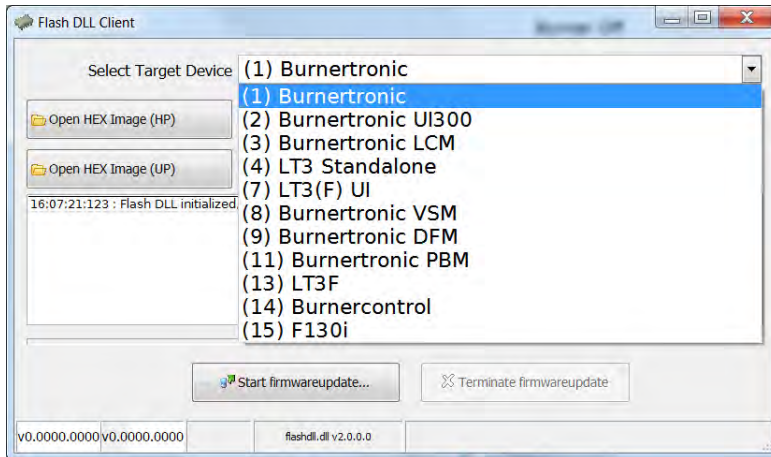 Flash DLL Client
Burner Off
Select Target Device (1) Burnertronic
(1) Burnertronic
(2) Burnertronic UI300
(3) Burnertronic LCM
(4) LT3 Standalone
(7) LT3(F) UI
(8) Burnertronic VSM
(9) Burnertronic DFM
(11) Burnertronic PBM
(13) LT3F
(14) Burnercontrol
(15) F130i
Open HEX Image (HP)
Open HEX Image (UP)
16:07:21:123 : Flash DLL initialized
Start firmwareupdate...
Terminate firmwareupdate
v0.0000.0000 v0.0000.0000 flashdll.dll v2.0.0.0